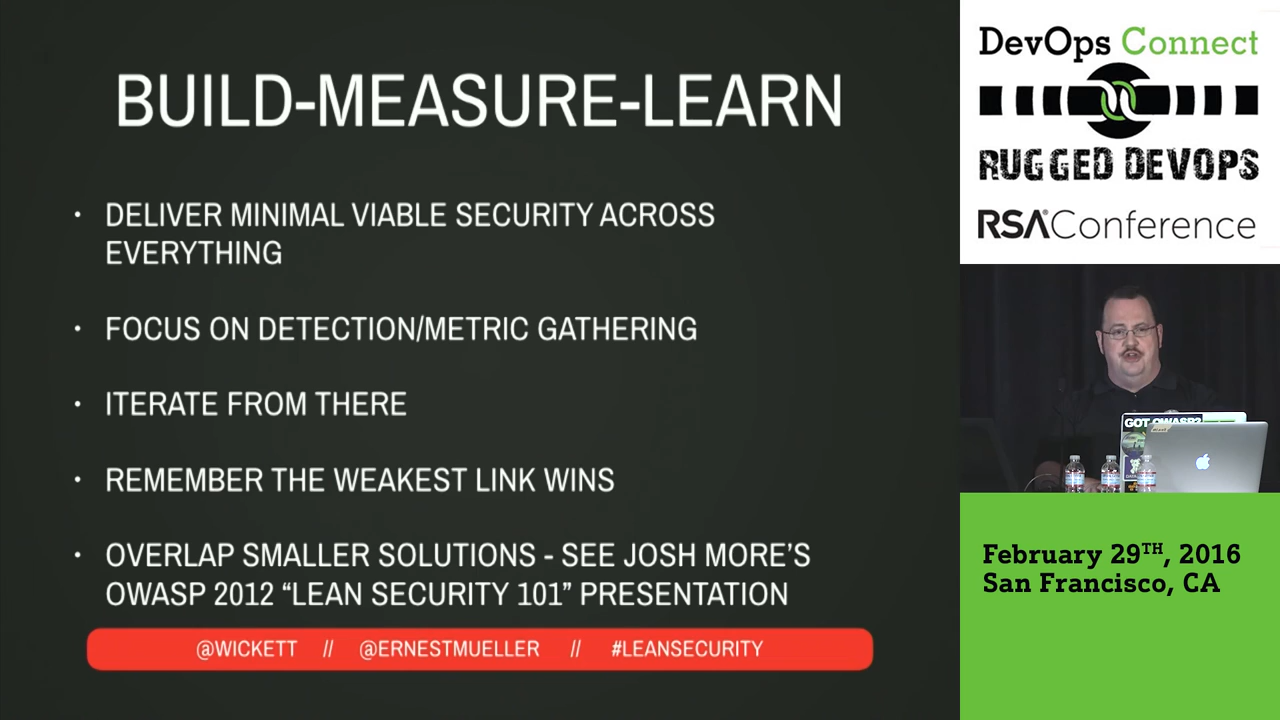 BUILD-MEASURE-LEARN
• DELIVER MINIMAL VIABLE SECURITY ACROSS
EVERYTHING
• FOCUS ON DETECTION/METRIC GATHERING
• ITERATE FROM THERE
• REMEMBER THE WEAKEST LINK WINS
• OVERLAP SMALLER SOLUTIONS - SEE JOSH MORE'S
OWASP 2012 “LEAN SECURITY 101” PRESENTATION
@WICKETT // @ERNESTMUELLER // #LEANSECURITY
DevOps Connect
RUGGED DEVOPS
RSAConference
GOT OWASP?
February 29TH, 2016
San Francisco, CA